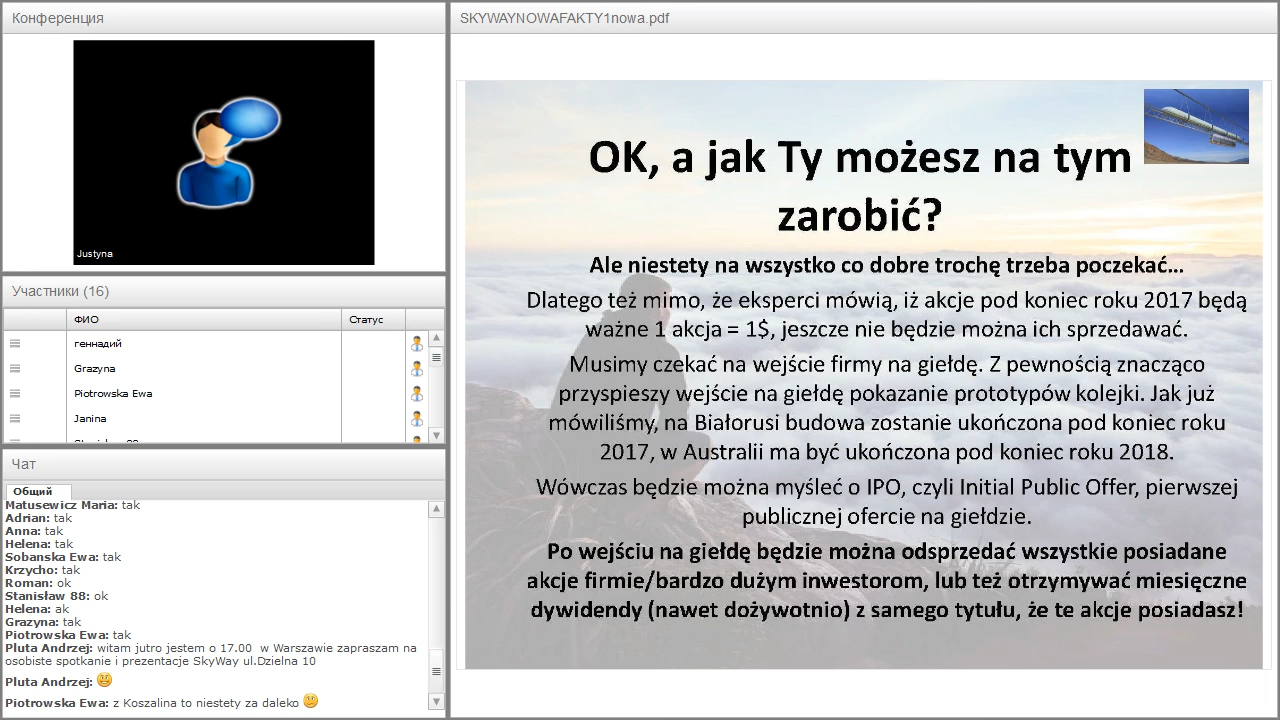 Конференция
Justyna
Участники (16)
ФИО
Статус
геннадий
Grazyna
Piotrowska Ewa
Janina
Чат
Общий
Matusewicz Maria: tak
Adrian: tak
Anna: tak
Helena: tak
Sobanska Ewa: tak
Krzycho: tak
Roman: ok
Stanisław 88: ok
Helena: ak
Grazyna: tak
Piotrowska Ewa: tak
Pluta Andrzej: witam jutro jestem o 17.00 w Warszawie zapraszam na
osobiste spotkanie i prezentacje SkyWay ul.Dzielna 10
Pluta Andrzej:
Piotrowska Ewa: z Koszalina to niestety za daleko
SKYWAYNOWAFAKTY1nowa.pdf
OK, a jak Ty możesz na tym
zarobić?
Ale niestety na wszystko co dobre trochę trzeba poczekać…
Dlatego też mimo, że eksperci mówią, iż akcje pod koniec roku 2017 będą
ważne 1 akcja = 1$, jeszcze nie będzie można ich sprzedawać.
Musimy czekać na wejście firmy na giełdę. Z pewnością znacząco
przyspieszy wejście na giełdę pokazanie prototypów kolejki. Jak już
mówiliśmy, na Białorusi budowa zostanie ukończona pod koniec roku
2017, w Australii ma być ukończona pod koniec roku 2018.
Wówczas będzie można myśleć o IPO, czyli Initial Public Offer, pierwszej
publicznej ofercie na giełdzie.
Po wejściu na giełdę będzie można odsprzedać wszystkie posiadane
akcje firmie/bardzo dużym inwestorom, lub też otrzymywać miesięczne
dywidendy (nawet dożywotnio) z samego tytułu, że te akcje posiadasz!